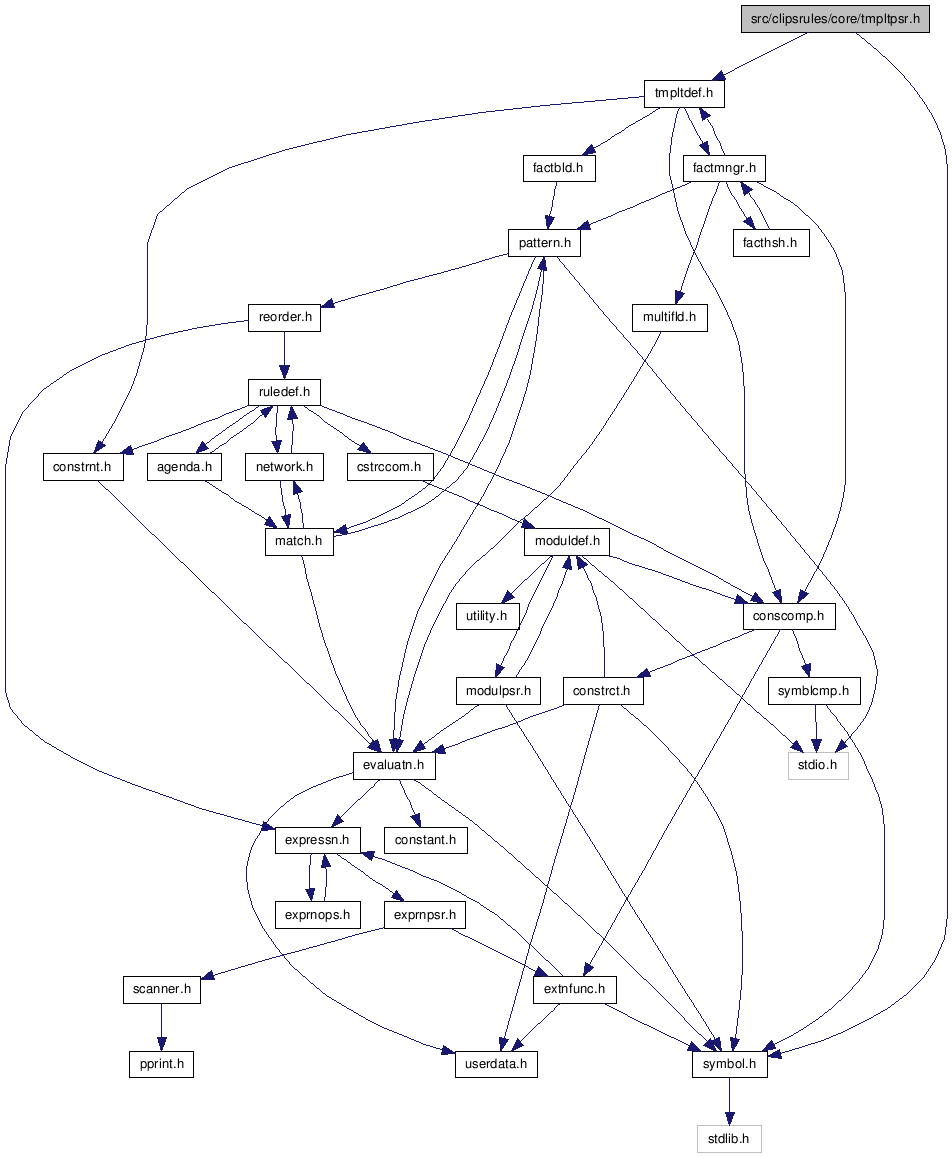 src/clipsrules/core/tmpltpsr.h
tmpltdef.h
factbld.h
factmngr.h
pattern.h
facthsh.h
reorder.h
multifld.h
ruledef.h
constrnt.h
agenda.h
network.h
cstrccom.h
match.h
moduldef.h
utility.h
conscomp.h
modulpsr.h
constrct.h
symblcmp.h
evaluatn.h
stdio.h
expressn.h
constant.h
exprnops.h
exprnpsr.h
scanner.h
extnfunc.h
pprint.h
userdata.h
symbol.h
stdlib.h